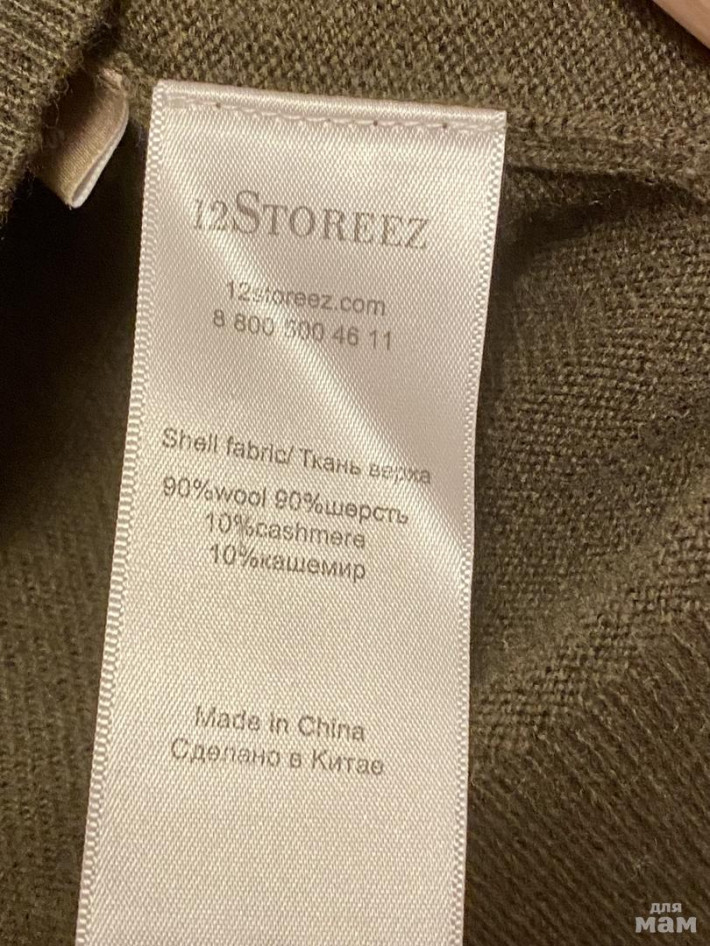 12STOREEZ
12storeez.com
8 800 500 46 11
Shell fabric/ Ткань верха
90%wool 90%шерсть
10%cashmere
10%кашемир
Made in China
Сделано в Китае
для
мам